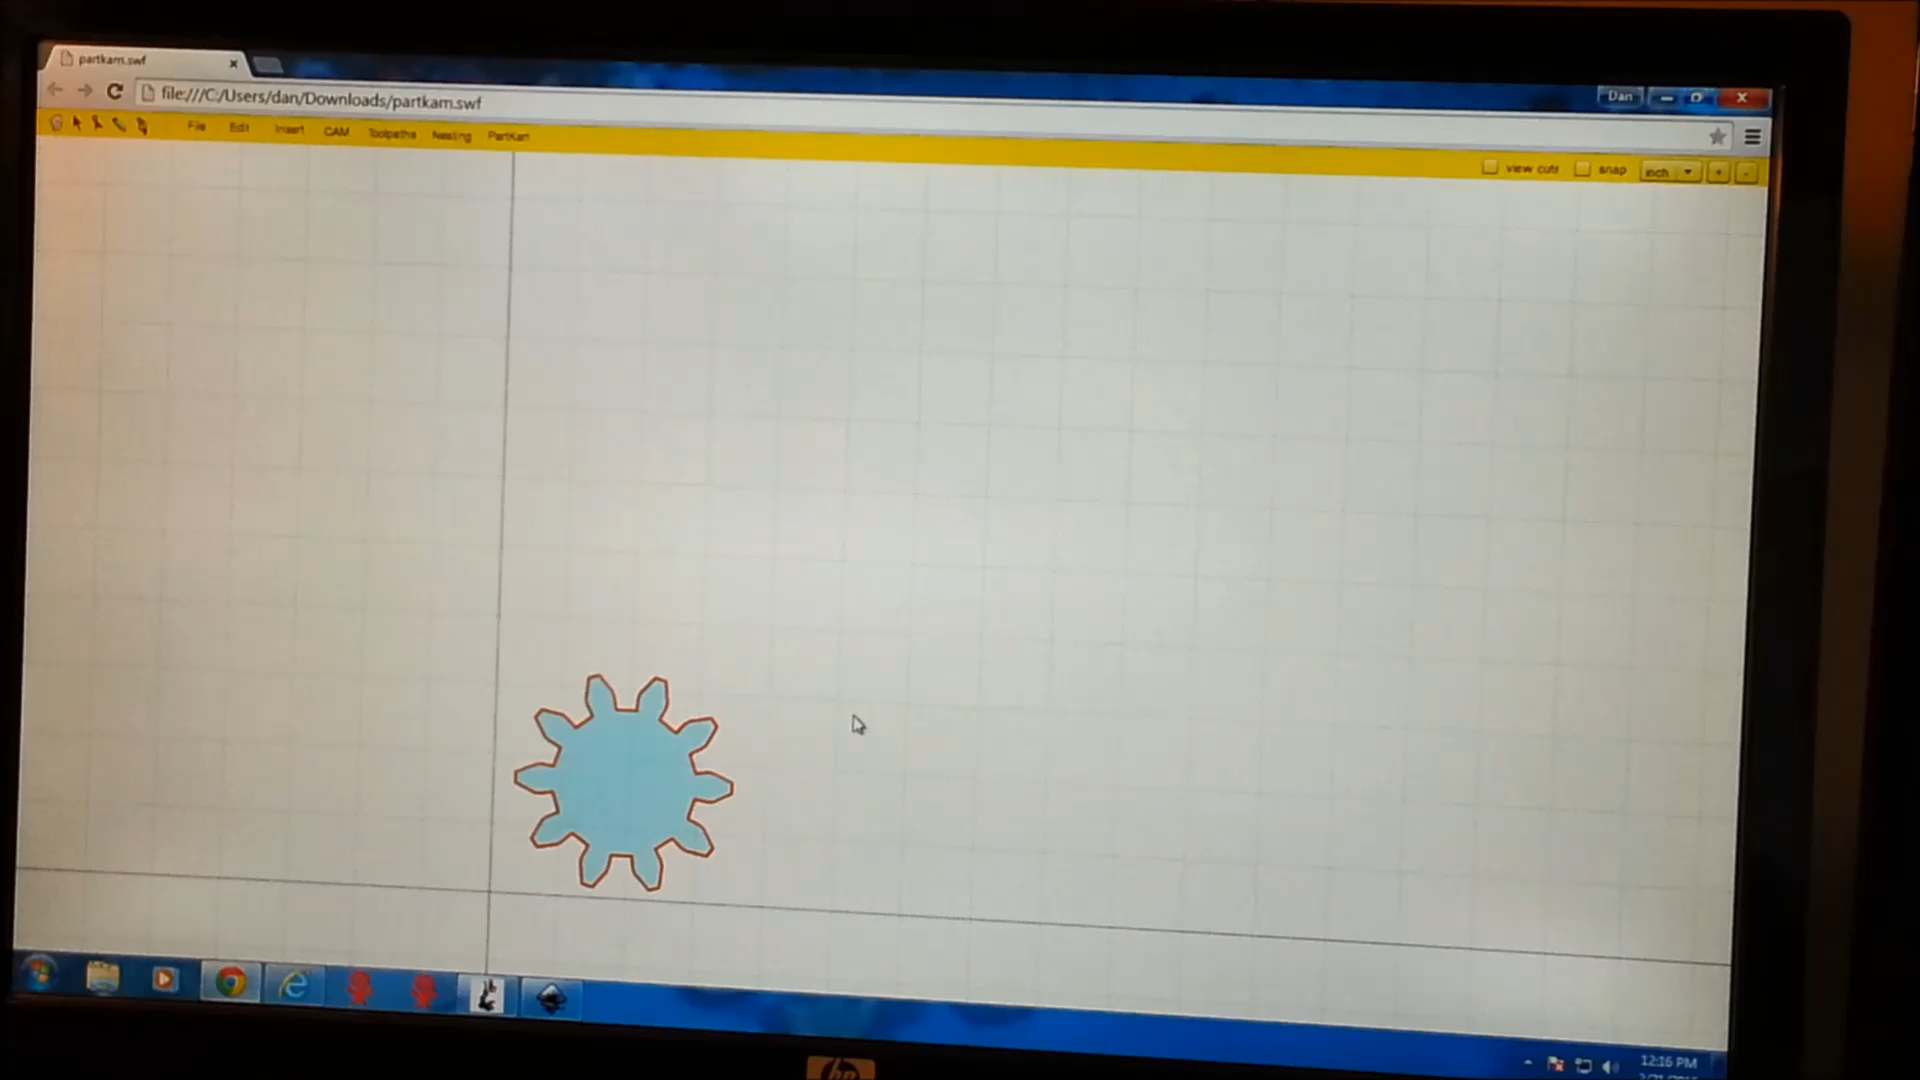 partkam.swf
file:///C:/Users/dan/Downloads/partkam.swf
Dan
File Edit Insert CAM Toolpaths Nesting PartKam
view cuts snap inch + -
12:16 PM
hp